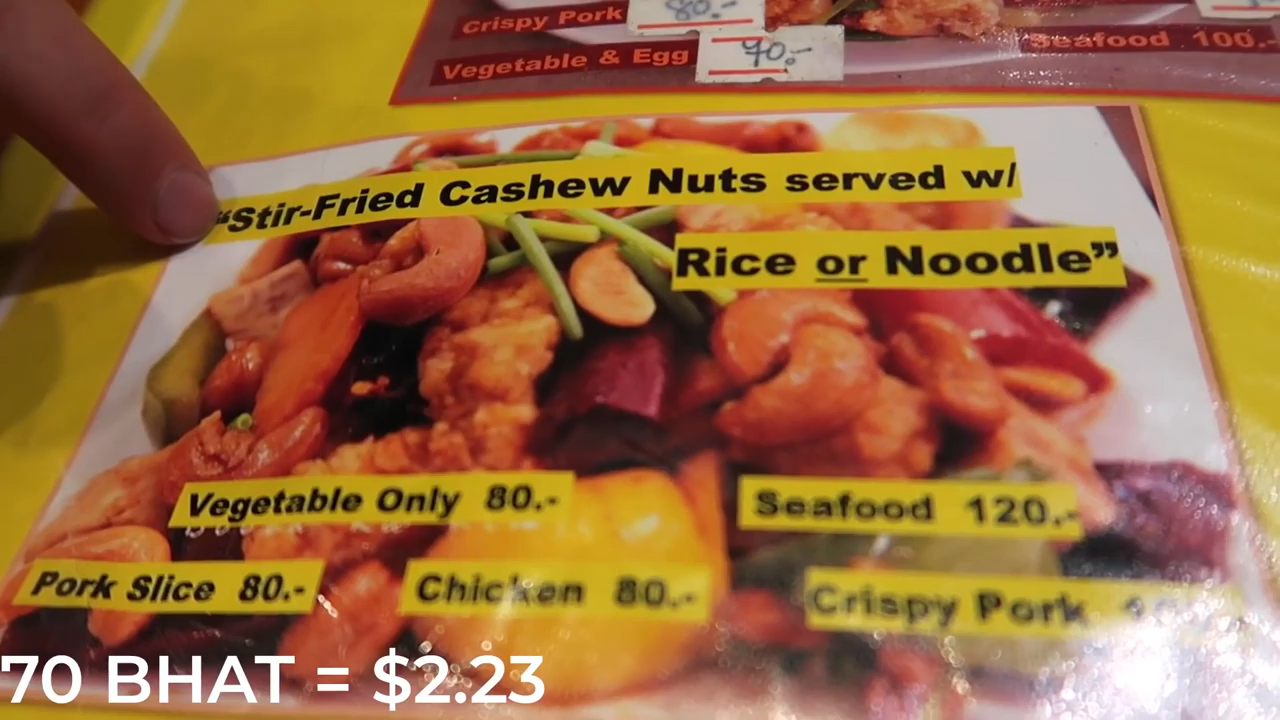 Crispy Pork 80.-
Vegetable & Egg 70.-
Seafood 100.-
"Stir-Fried Cashew Nuts served w/
Rice or Noodle"
Vegetable Only 80.-
Seafood 120.-
Pork Slice 80.-
Chicken 80.-
Crispy Pork
70 BHAT = $2.23